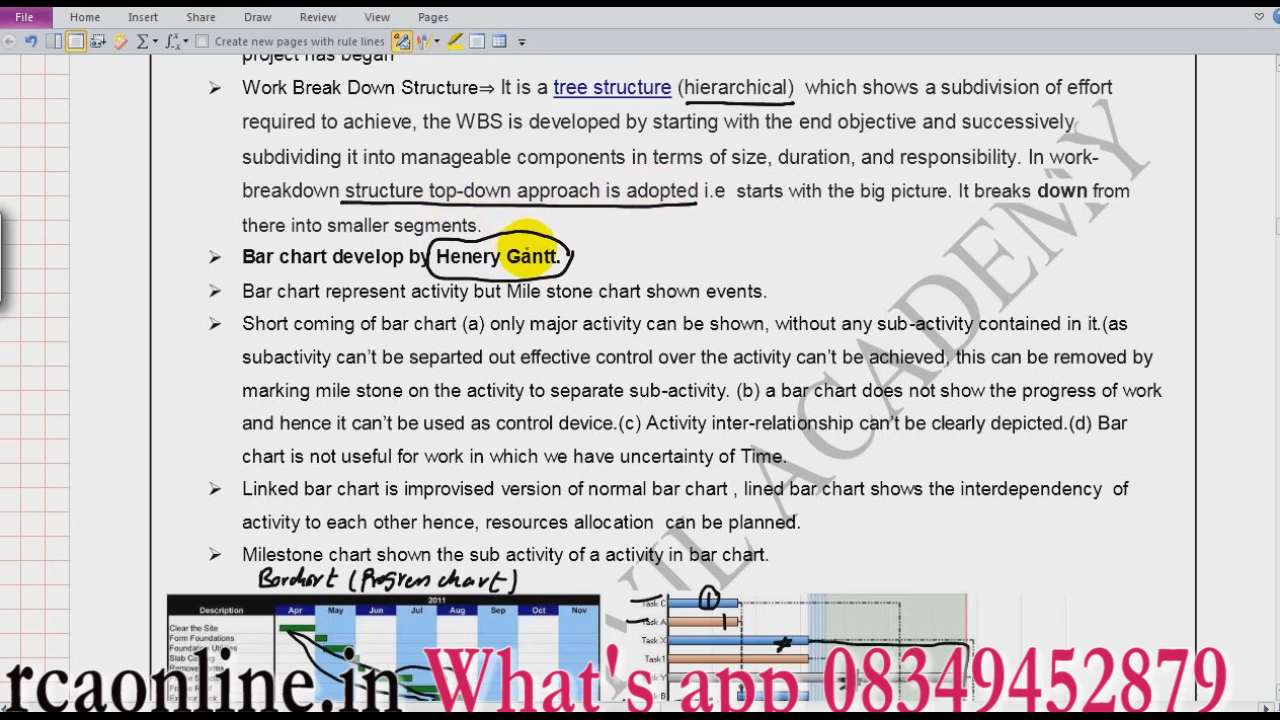 File Home Insert Share Draw Review View Pages
Create new pages with rule lines
project has began
Work Break Down Structure⇒ It is a tree structure (hierarchical) which shows a subdivision of effort
required to achieve, the WBS is developed by starting with the end objective and successively
subdividing it into manageable components in terms of size, duration, and responsibility. In work-
breakdown structure top-down approach is adopted i.e starts with the big picture. It breaks down from
there into smaller segments.
Bar chart develop by Henery Gantt.
Bar chart represent activity but Mile stone chart shown events.
Short coming of bar chart (a) only major activity can be shown, without any sub-activity contained in it.(as
subactivity can't be separted out effective control over the activity can't be achieved, this can be removed by
marking mile stone on the activity to separate sub-activity. (b) a bar chart does not show the progress of work
and hence it can't be used as control device.(c) Activity inter-relationship can't be clearly depicted.(d) Bar
chart is not useful for work in which we have uncertainty of Time.
Linked bar chart is improvised version of normal bar chart , lined bar chart shows the interdependency of
activity to each other hence, resources allocation can be planned.
Milestone chart shown the sub activity of a activity in bar chart.
Barchart (Progress chart)
2011
Description Apr May Jun Jul Aug Sep Oct Nov
Clear the Site
Form Foundations
Foundation Utilities
Task C
Task A
Task X
Task1
ACADEMY
rcaonline.in What's app 08349452879